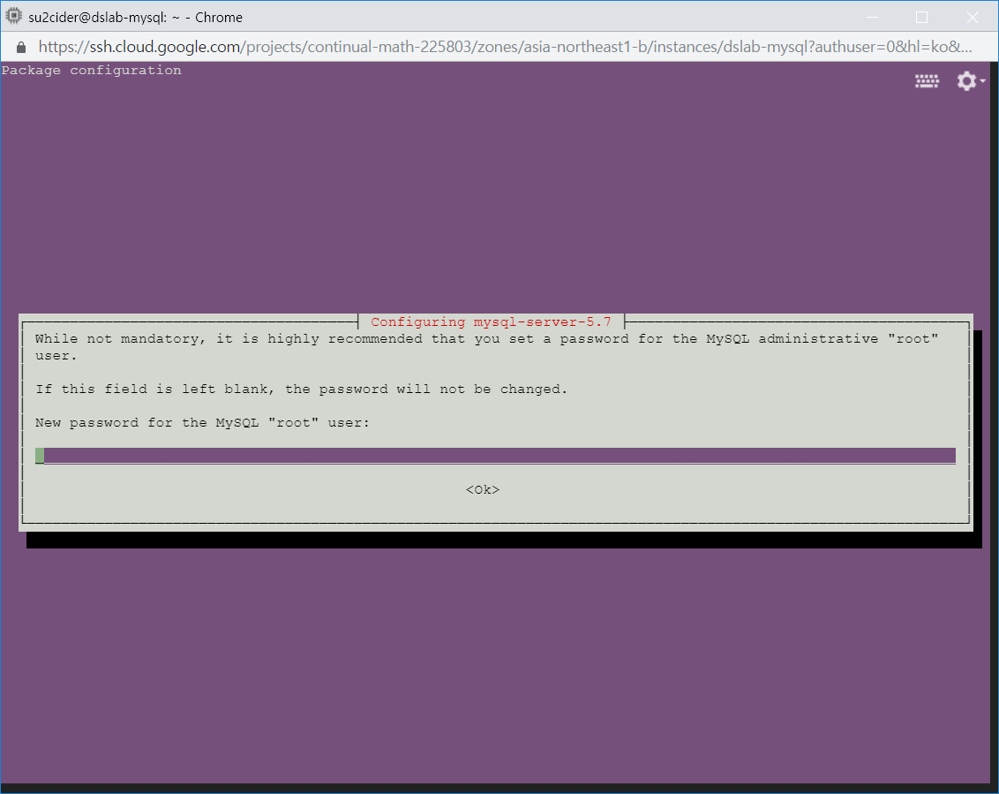 su2cider@dslab-mysql: ~ - Chrome
https://ssh.cloud.google.com/projects/continual-math-225803/zones/asia-northeast1-b/instances/dslab-mysql?authuser=0&hl=ko&...
Package configuration
Configuring mysql-server-5.7
While not mandatory, it is highly recommended that you set a password for the MySQL administrative "root"
user.
If this field is left blank, the password will not be changed.
New password for the MySQL "root" user:
<Ok>